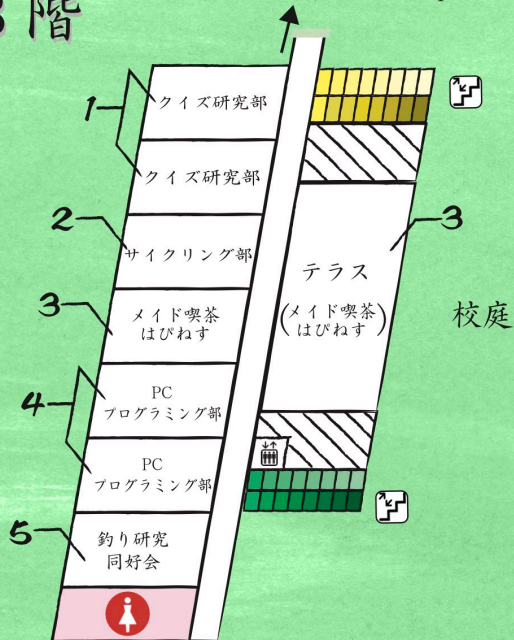 3階
1
クイズ研究部
クイズ研究部
2
サイクリング部
3
メイド喫茶
はぴねす
4
PC
プログラミング部
PC
プログラミング部
5
釣り研究
同好会
3
テラス
(メイド喫茶
はぴねす)
校庭